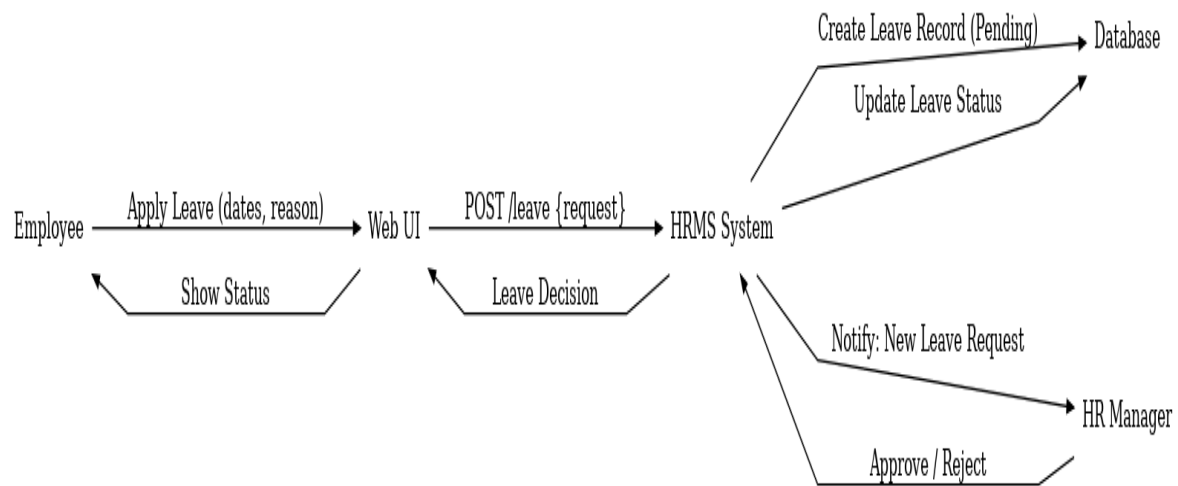 Create Leave Record (Pending)
Database
Update Leave Status
Employee
Apply Leave (dates, reason)
Web UI
POST /leave {request}
HRMS System
Show Status
Leave Decision
Notify: New Leave Request
HR Manager
Approve / Reject